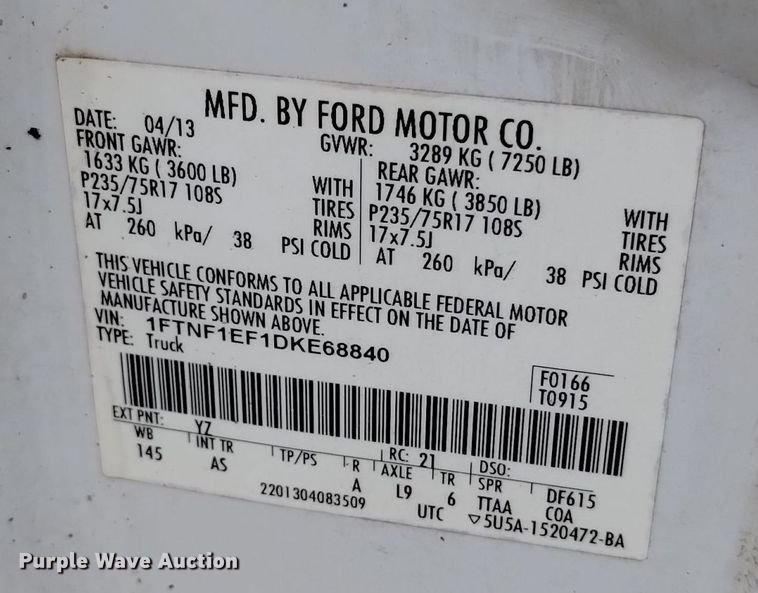 MFD. BY FORD MOTOR CO.
DATE: 04/13 GVWR: 3289 KG ( 7250 LB)
FRONT GAWR: REAR GAWR:
1633 KG ( 3600 LB) WITH 1746 KG ( 3850 LB) WITH
P235/75R17 108S TIRES P235/75R17 108S TIRES
17x7.5J RIMS 17x7.5J RIMS
AT 260 kPa/ 38 PSI COLD AT 260 kPa/ 38 PSI COLD
THIS VEHICLE CONFORMS TO ALL APPLICABLE FEDERAL MOTOR
VEHICLE SAFETY STANDARDS IN EFFECT ON THE DATE OF
MANUFACTURE SHOWN ABOVE.
VIN: 1FTNF1EF1DKE68840
TYPE: Truck
F0166
T0915
EXT PNT: YZ RC: 21 DSO:
WB INT TR TP/PS R AXLE TR SPR DF615
145 AS A L9 6 TTAA COA
2201304083509 UTC ▽5U5A-1520472-BA
Purple Wave Auction